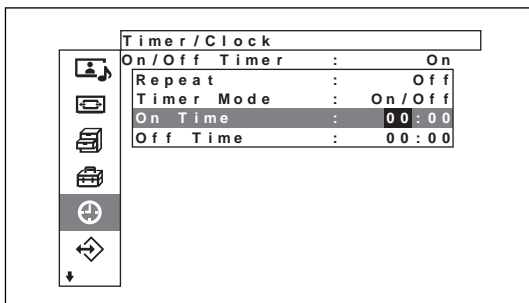 Timer/Clock
On/Off Timer : On
Repeat : Off
Timer Mode : On/Off
On Time : 00:00
Off Time : 00:00